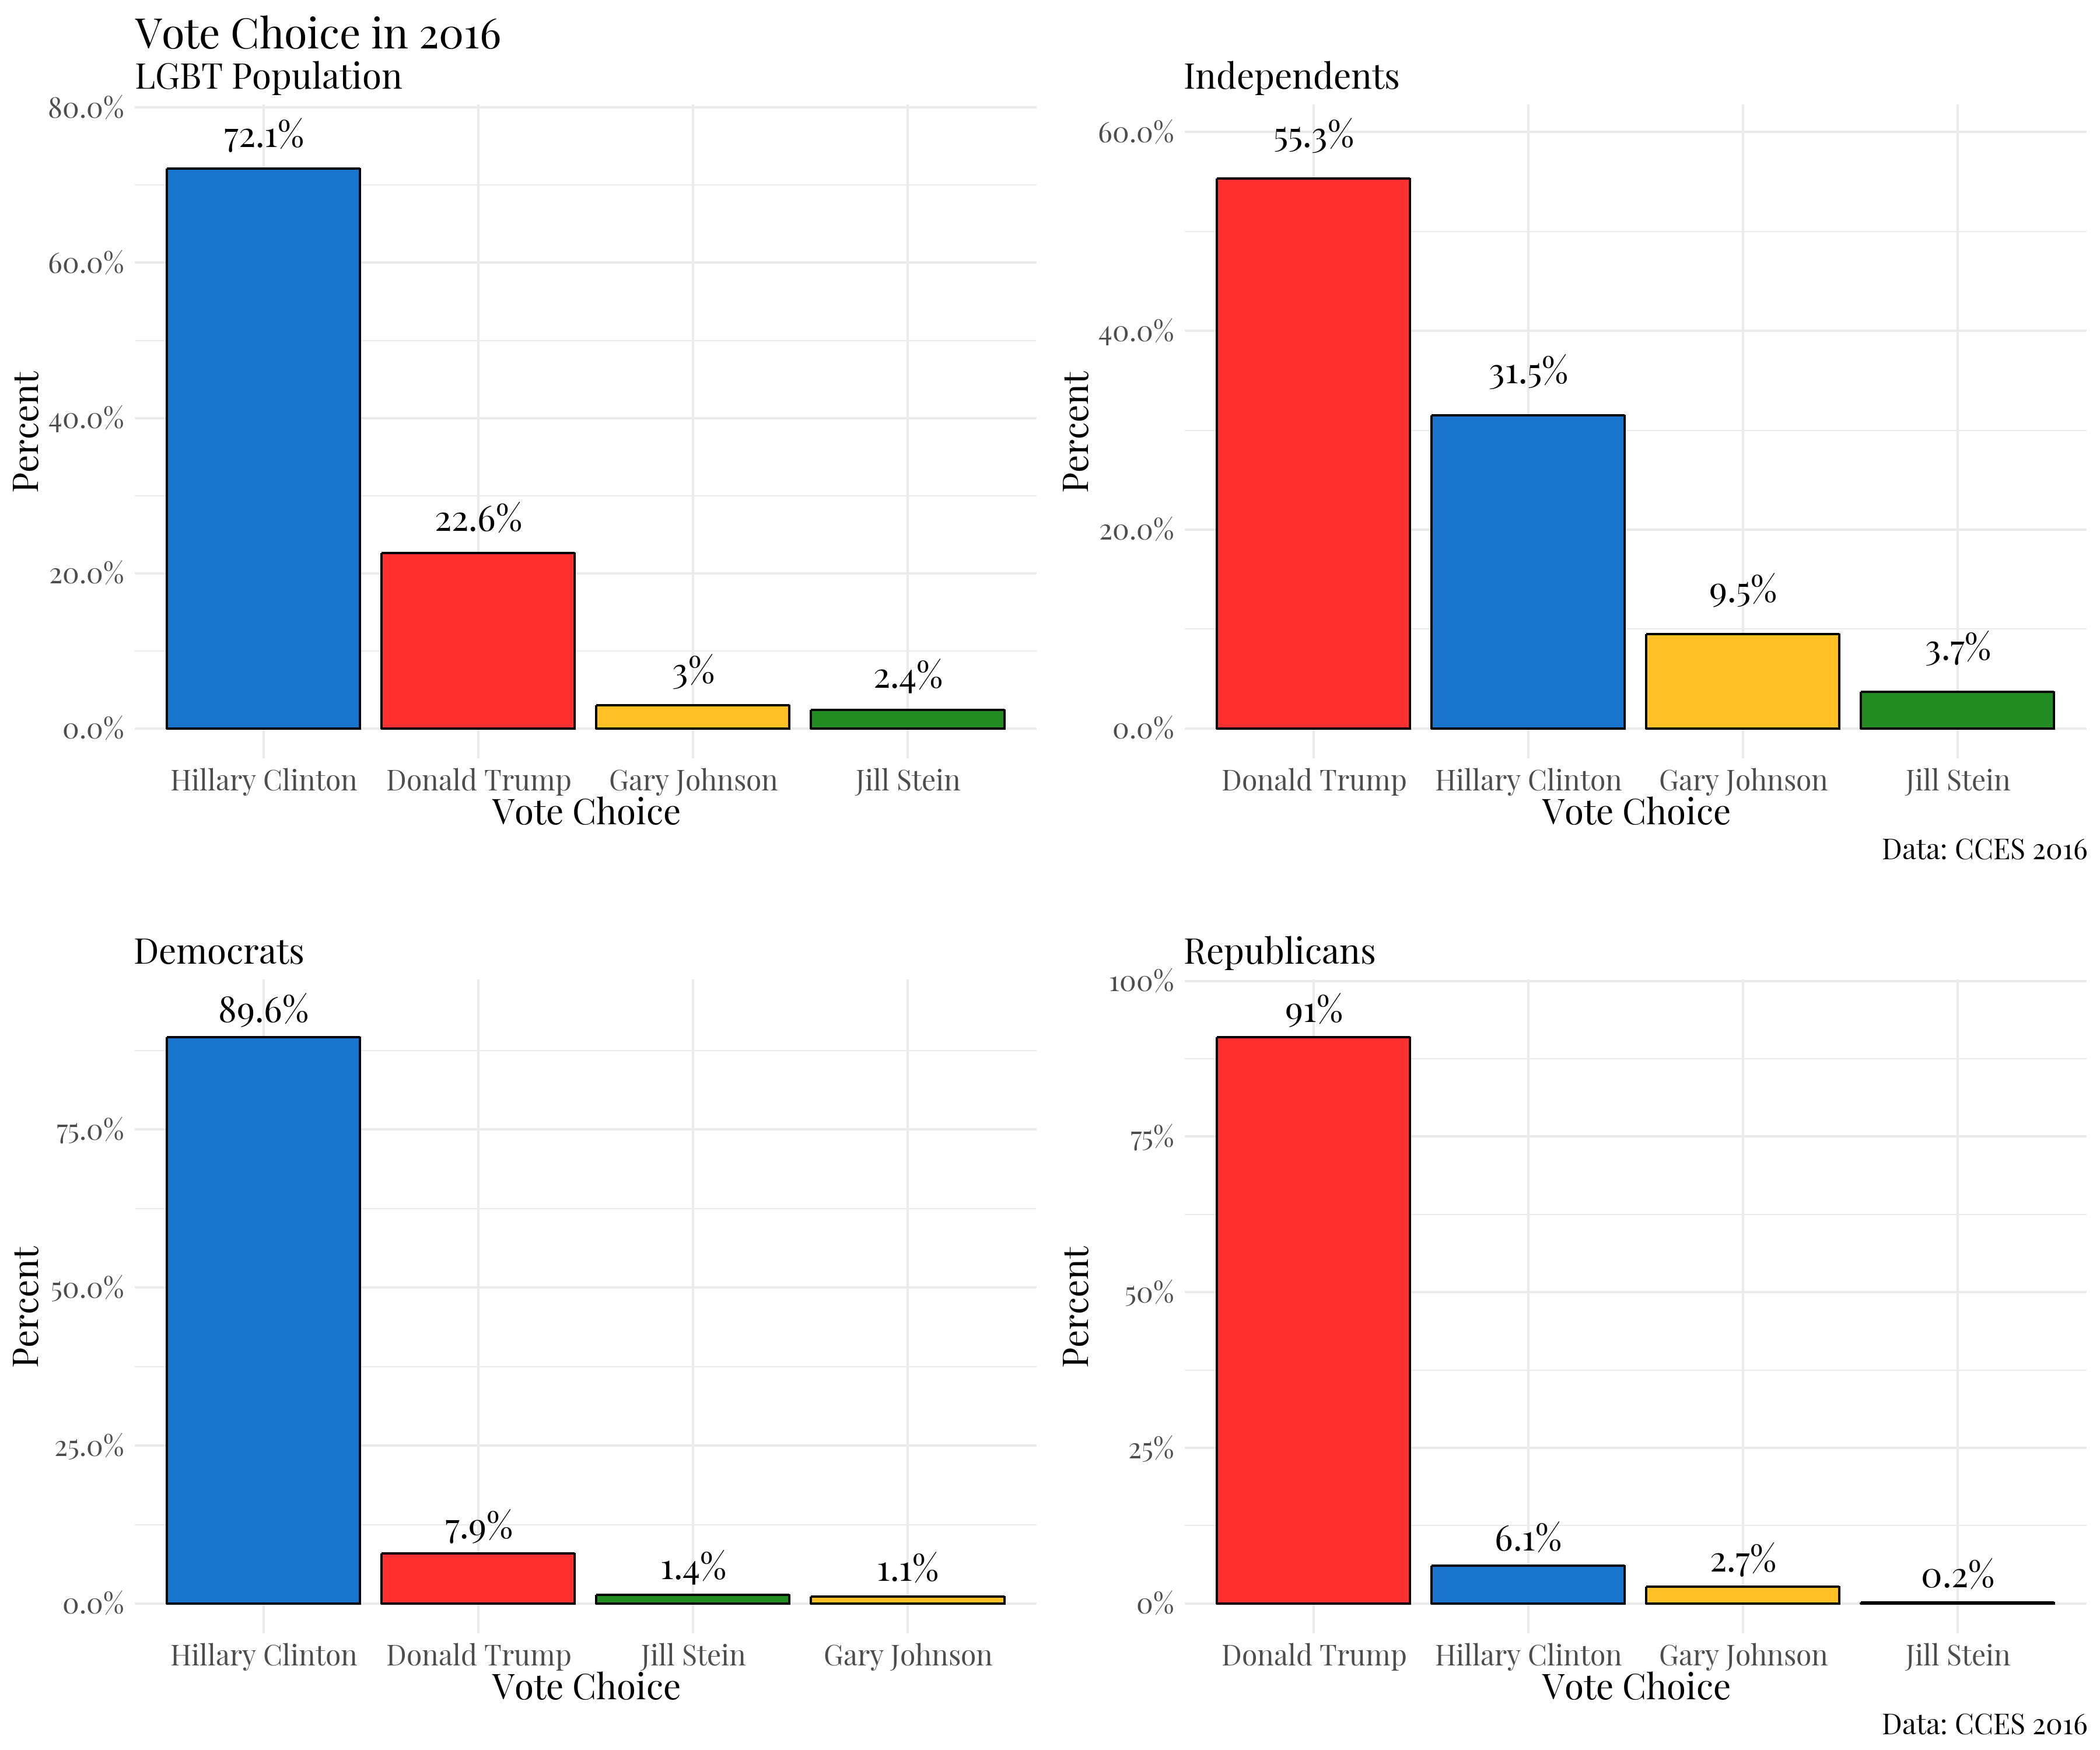 Vote Choice in 2016
LGBT Population
80.0%
60.0%
40.0%
20.0%
0.0%
Percent
72.1%
22.6%
3%
2.4%
Hillary Clinton Donald Trump Gary Johnson Jill Stein
Vote Choice
Independents
60.0%
40.0%
20.0%
0.0%
Percent
55.3%
31.5%
9.5%
3.7%
Donald Trump Hillary Clinton Gary Johnson Jill Stein
Vote Choice
Data: CCES 2016
Democrats
75.0%
50.0%
25.0%
0.0%
Percent
89.6%
7.9%
1.4%
1.1%
Hillary Clinton Donald Trump Jill Stein Gary Johnson
Vote Choice
Republicans
100%
75%
50%
25%
0%
Percent
91%
6.1%
2.7%
0.2%
Donald Trump Hillary Clinton Gary Johnson Jill Stein
Vote Choice
Data: CCES 2016